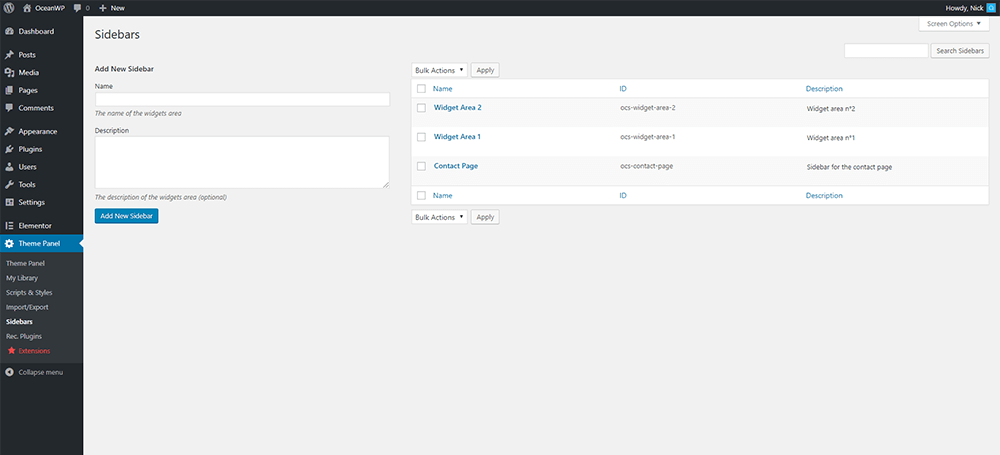 OceanWP 0 New Howdy, Nick
Screen Options
Dashboard
Posts
Media
Pages
Comments
Appearance
Plugins
Users
Tools
Settings
Elementor
Theme Panel
Theme Panel
My Library
Scripts & Styles
Import/Export
Sidebars
Rec. Plugins
Extensions
Collapse menu
Sidebars
Search Sidebars
Add New Sidebar
Name
The name of the widgets area
Description
The description of the widgets area (optional)
Add New Sidebar
Bulk Actions Apply
Name ID Description
Widget Area 2 ocs-widget-area-2 Widget area n°2
Widget Area 1 ocs-widget-area-1 Widget area n°1
Contact Page ocs-contact-page Sidebar for the contact page
Name ID Description
Bulk Actions Apply